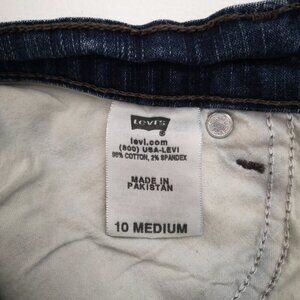 Levi's
levi.com
(800) USA-LEVI
98% COTTON, 2% SPANDEX
MADE IN
PAKISTAN
10 MEDIUM